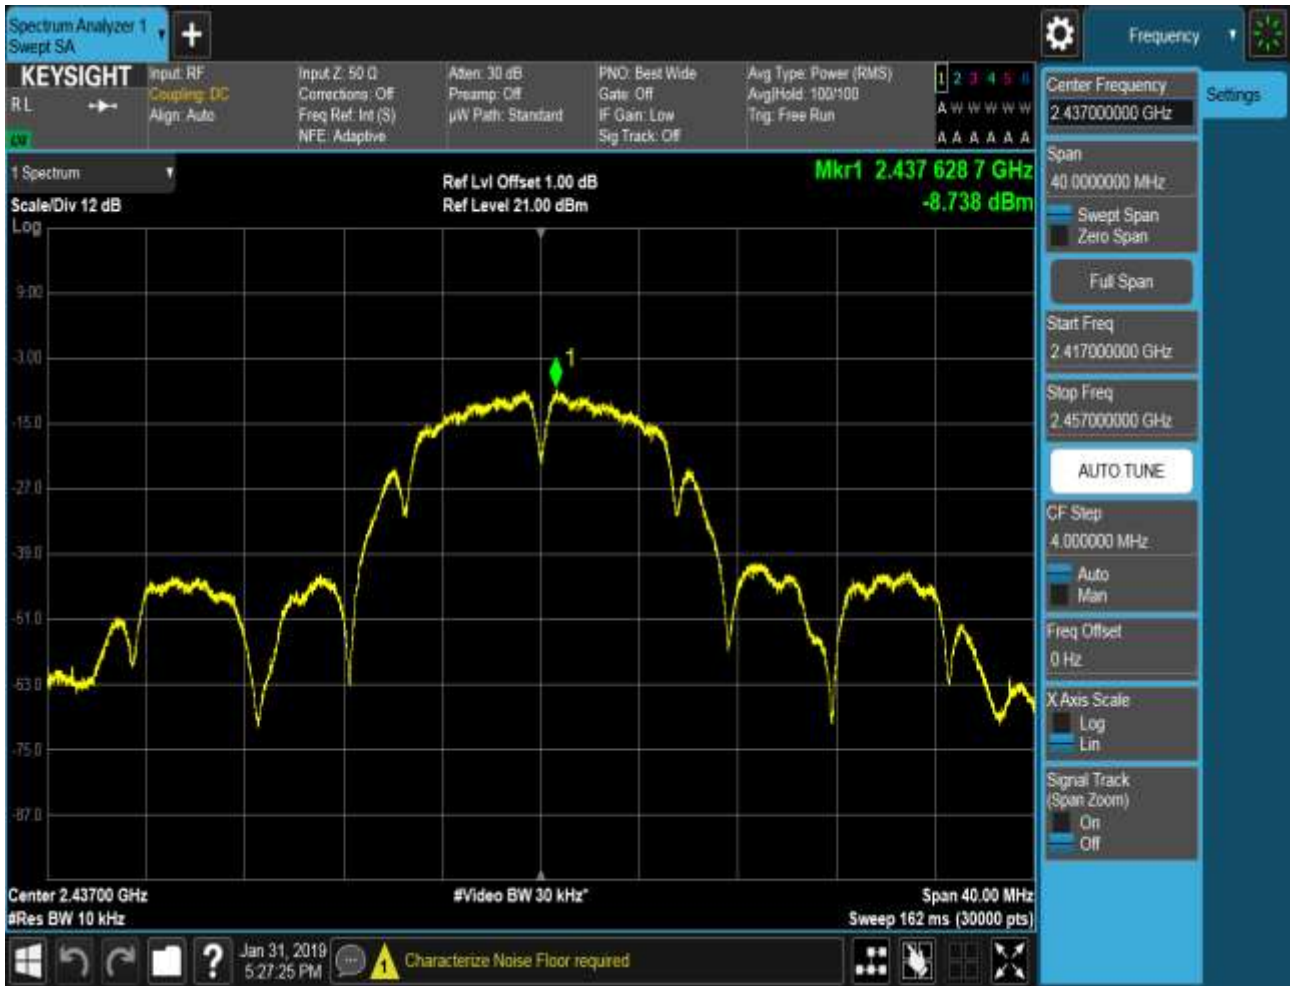 Spectrum Analyzer 1
Swept SA
+
Frequency
KEYSIGHT
R L
Input: RF
Coupling: DC
Align: Auto
Input Z: 50 Ω
Corrections: Off
Freq Ref: Int (S)
NFE: Adaptive
Atten: 30 dB
Preamp: Off
µW Path: Standard
PNO: Best Wide
Gate: Off
IF Gain: Low
Sig Track: Off
Avg Type: Power (RMS)
Avg|Hold: 100/100
Trig: Free Run
1 2 3 4 5 6
A W W W W W
A A A A A A
1 Spectrum
Scale/Div 12 dB
Log
Ref Lvl Offset 1.00 dB
Ref Level 21.00 dBm
Mkr1 2.437 628 7 GHz
-8.738 dBm
9.00
-3.00
-15.0
-27.0
-39.0
-51.0
-63.0
-75.0
-87.0
1
Center 2.43700 GHz
#Res BW 10 kHz
#Video BW 30 kHz*
Span 40.00 MHz
Sweep 162 ms (30000 pts)
Center Frequency
2.437000000 GHz
Settings
Span
40.0000000 MHz
Swept Span
Zero Span
Full Span
Start Freq
2.417000000 GHz
Stop Freq
2.457000000 GHz
AUTO TUNE
CF Step
4.000000 MHz
Auto
Man
Freq Offset
0 Hz
X Axis Scale
Log
Lin
Signal Track
(Span Zoom)
On
Off
?
Jan 31, 2019
5:27:25 PM
1
Characterize Noise Floor required